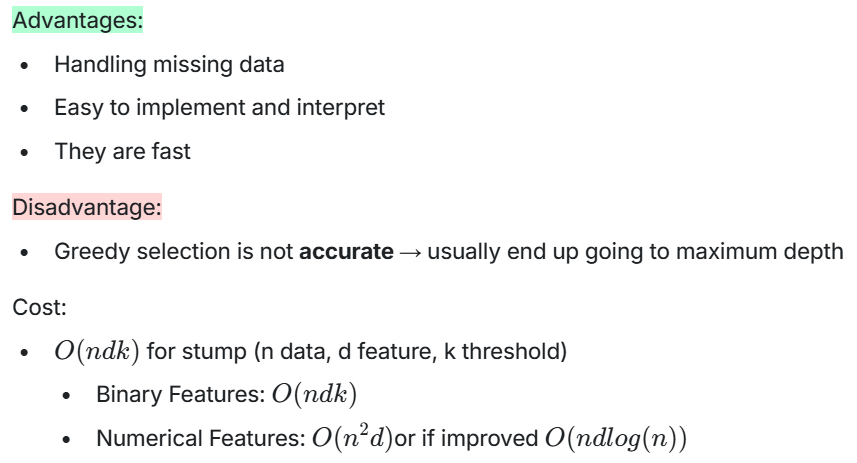 Advantages:
• Handling missing data
• Easy to implement and interpret
• They are fast
Disadvantage:
• Greedy selection is not accurate → usually end up going to maximum depth
Cost:
• O(ndk) for stump (n data, d feature, k threshold)
• Binary Features: O(ndk)
• Numerical Features: O(n²d)or if improved O(ndlog(n))